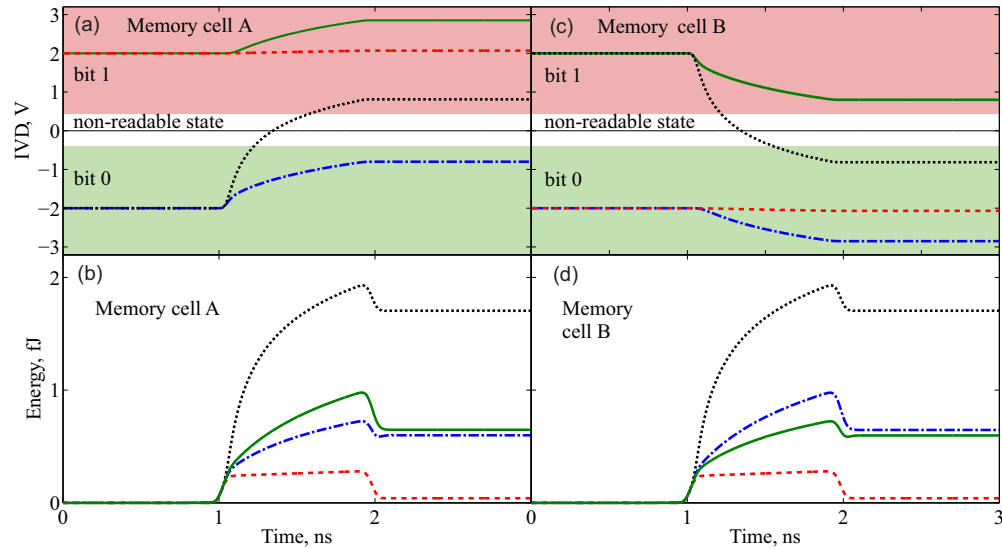 (a) Memory cell A
(c) Memory cell B
3
2
1
0
−1
−2
−3
IVD, V
bit 1
non-readable state
bit 0
bit 1
non-readable state
bit 0
(b)
Memory cell A
(d)
Memory
cell B
2
1
0
Energy, fJ
0 1 2 0 1 2 3
Time, ns Time, ns